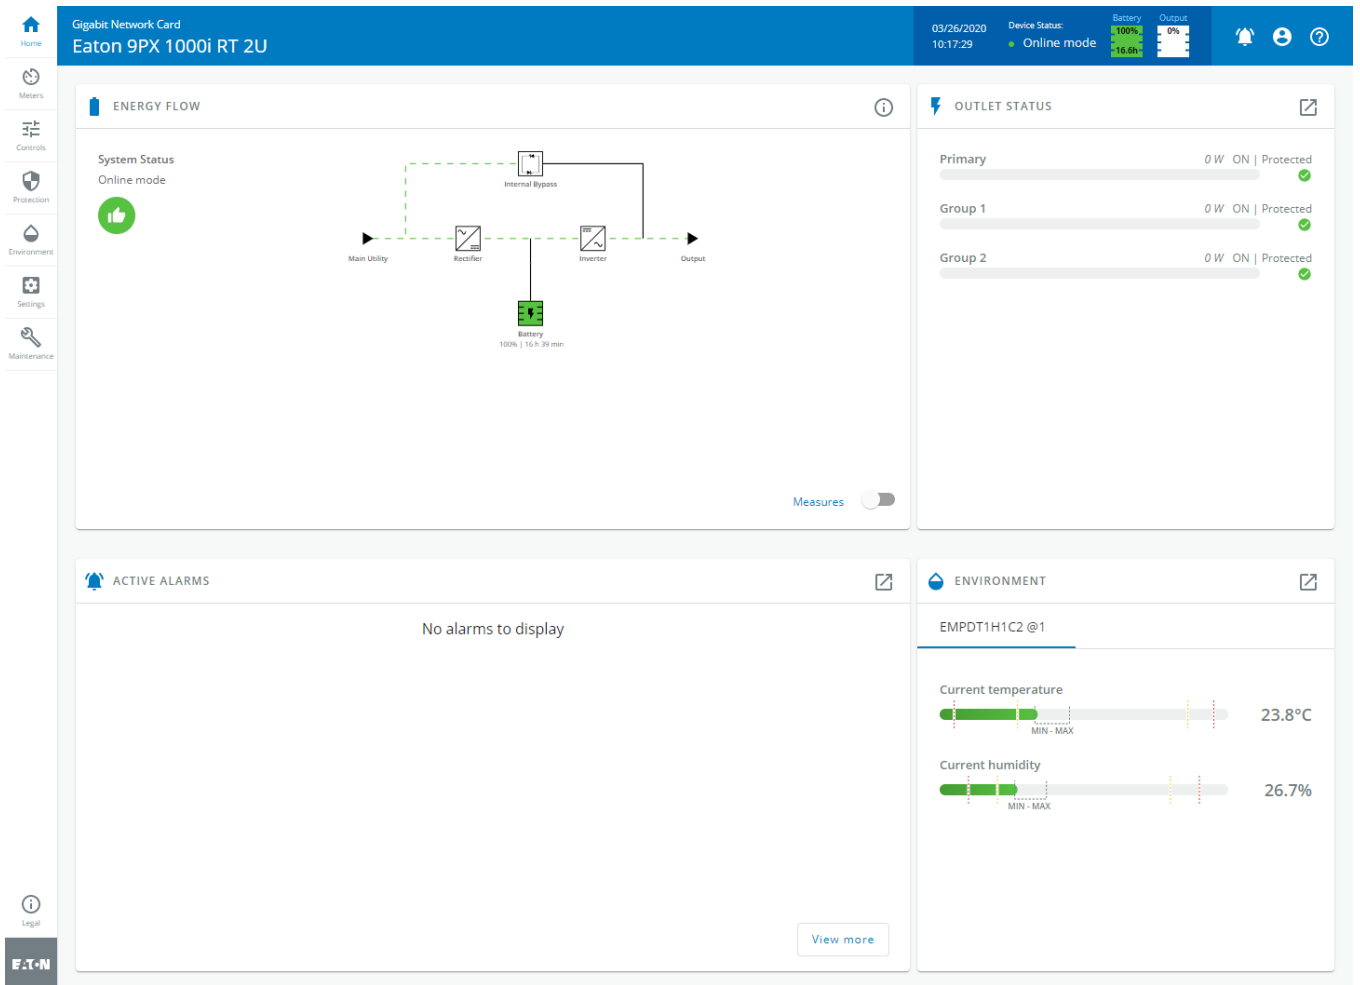 Home
Meters
Controls
Protection
Environment
Settings
Maintenance
Legal
EATON
Gigabit Network Card
Eaton 9PX 1000i RT 2U
03/26/2020
10:17:29
Device Status:
Online mode
Battery
100%
16.6h
Output
0%
ENERGY FLOW
System Status
Online mode
Internal Bypass
Main Utility
Rectifier
Inverter
Output
Battery
100% | 16 h 39 min
Measures
OUTLET STATUS
Primary 0 W ON | Protected
Group 1 0 W ON | Protected
Group 2 0 W ON | Protected
ACTIVE ALARMS
No alarms to display
View more
ENVIRONMENT
EMPDT1H1C2 @1
Current temperature
23.8°C
MIN - MAX
Current humidity
26.7%
MIN - MAX